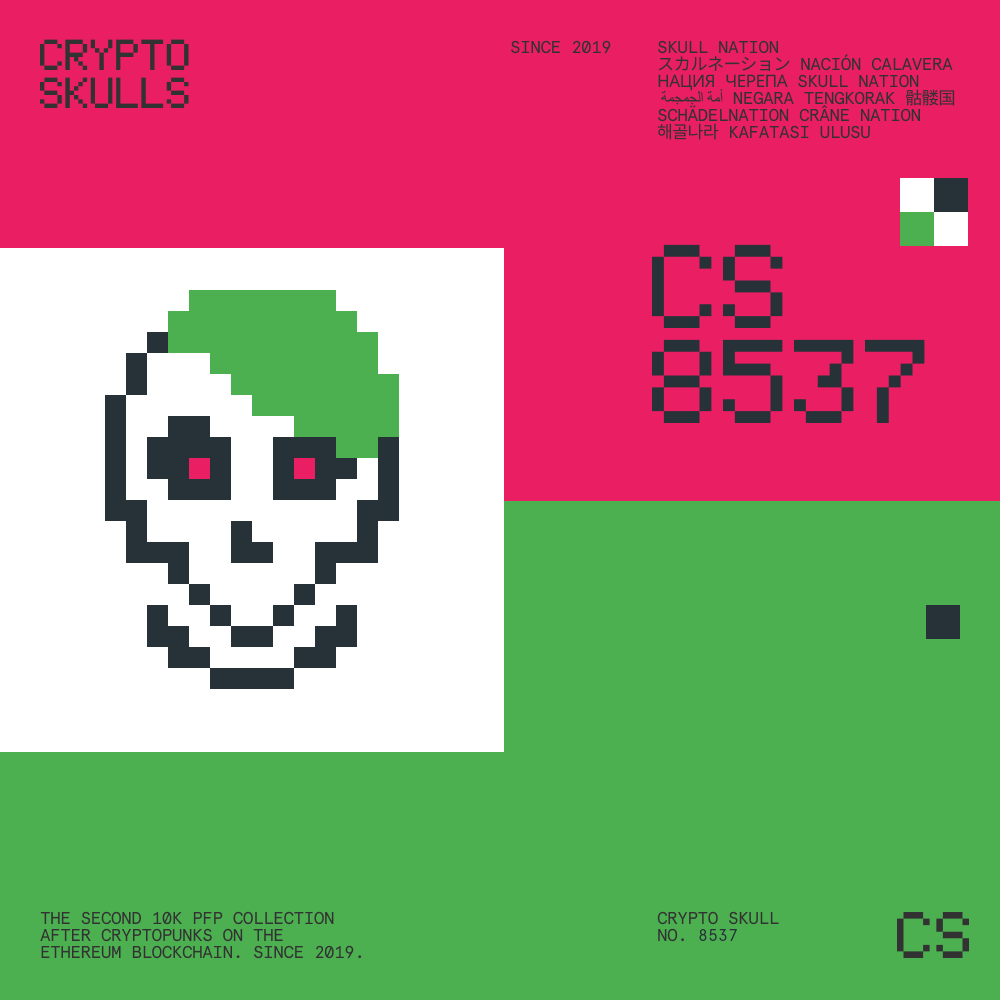 CRYPTO
SKULLS
SINCE 2019
SKULL NATION
スカルネーション NACIÓN CALAVERA
НАЦИЯ ЧЕРЕПА SKULL NATION
أمة الجمجمة NEGARA TENGKORAK 骷髅国
SCHÄDELNATION CRÂNE NATION
해골나라 KAFATASI ULUSU
CS
8537
THE SECOND 10K PFP COLLECTION
AFTER CRYPTOPUNKS ON THE
ETHEREUM BLOCKCHAIN. SINCE 2019.
CRYPTO SKULL
NO. 8537
CS